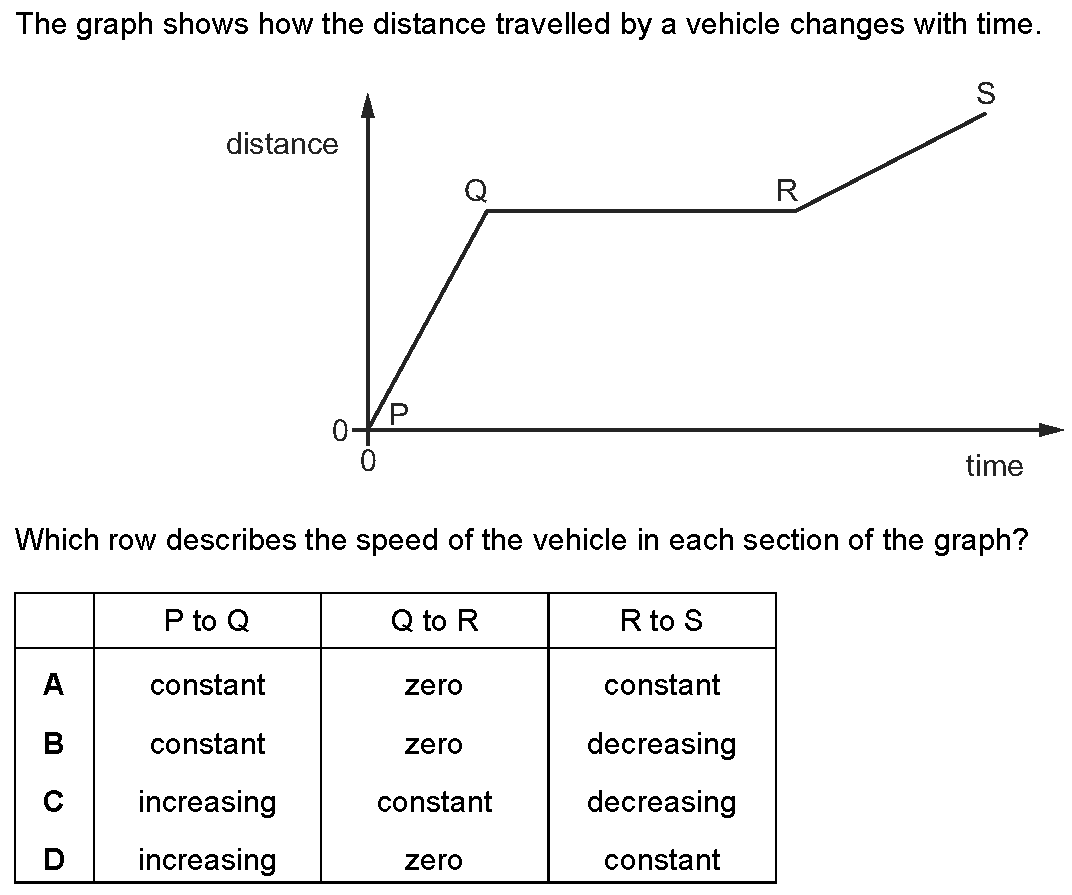 The graph shows how the distance travelled by a vehicle changes with time.
S
distance
Q
R
P
0
0
time
Which row describes the speed of the vehicle in each section of the graph?
P to Q Q to R R to S
A constant zero constant
B constant zero decreasing
C increasing constant decreasing
D increasing zero constant